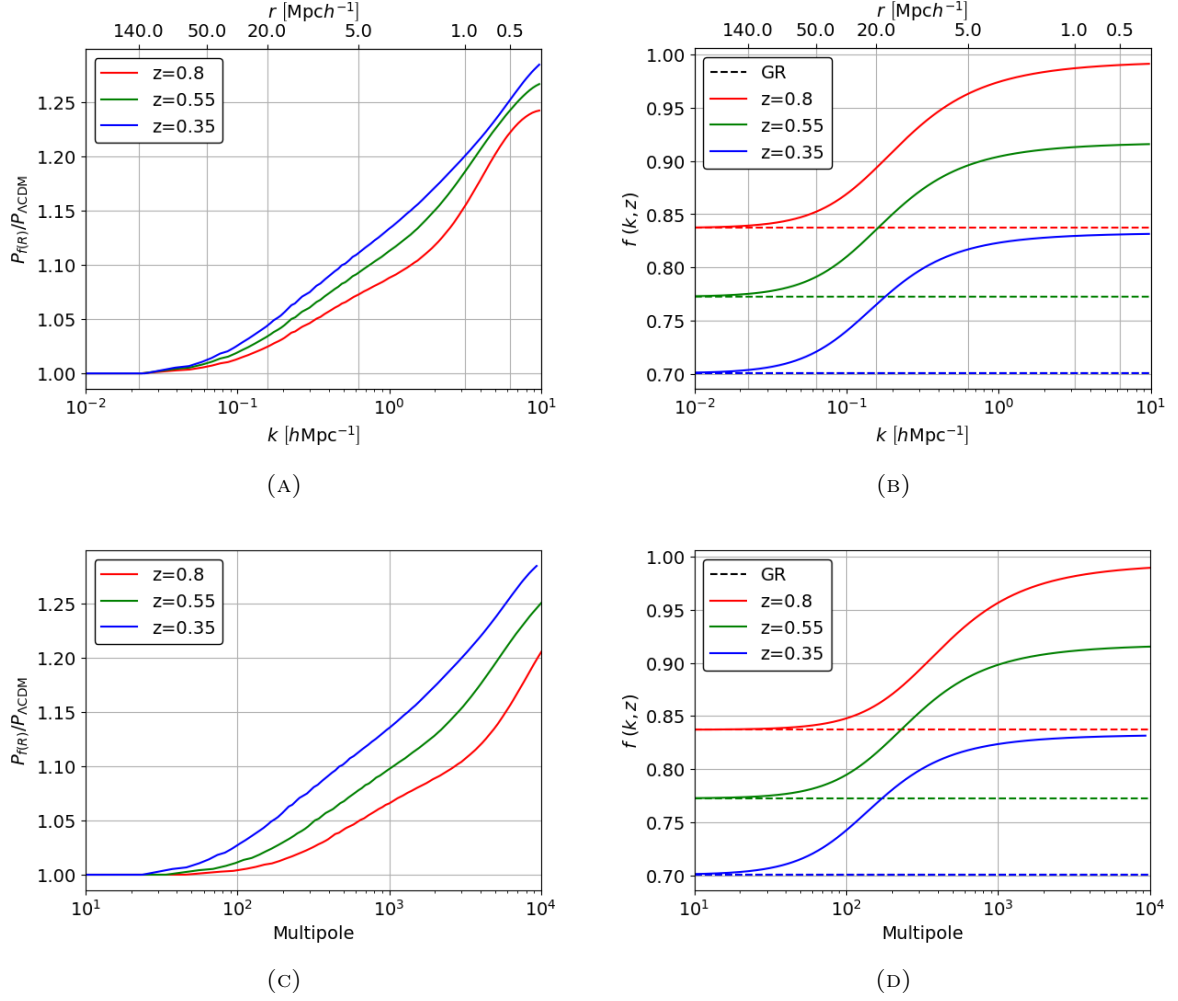 r [Mpch⁻¹]
140.0 50.0 20.0 5.0 1.0 0.5
1.25
1.20
1.15
1.10
1.05
1.00
P_f(R)/P_ΛCDM
z=0.8
z=0.55
z=0.35
10⁻² 10⁻¹ 10⁰ 10¹
k [hMpc⁻¹]
(A)
r [Mpch⁻¹]
140.0 50.0 20.0 5.0 1.0 0.5
1.00
0.95
0.90
0.85
0.80
0.75
0.70
f (k, z)
GR
z=0.8
z=0.55
z=0.35
10⁻² 10⁻¹ 10⁰ 10¹
k [hMpc⁻¹]
(B)
1.25
1.20
1.15
1.10
1.05
1.00
P_f(R)/P_ΛCDM
z=0.8
z=0.55
z=0.35
10¹ 10² 10³ 10⁴
Multipole
(C)
1.00
0.95
0.90
0.85
0.80
0.75
0.70
f (k, z)
GR
z=0.8
z=0.55
z=0.35
10¹ 10² 10³ 10⁴
Multipole
(D)